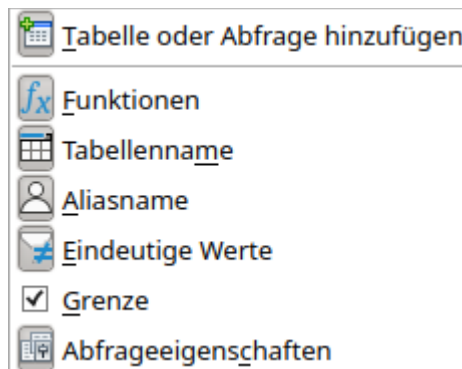 Tabelle oder Abfrage hinzufügen
Funktionen
Tabellenname
Aliasname
Eindeutige Werte
Grenze
Abfrageeigenschaften